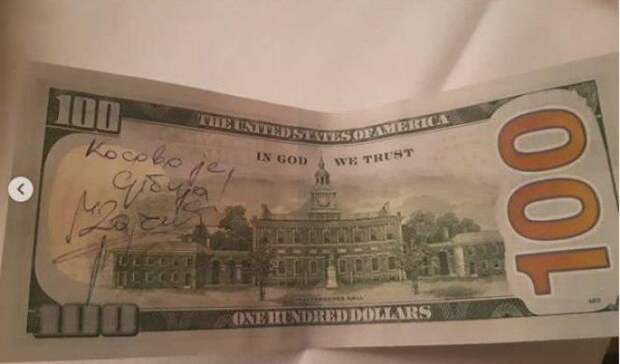 100
THE UNITED STATES OF AMERICA
IN GOD WE TRUST
Косово је
Србија
100
100
ONE HUNDRED DOLLARS